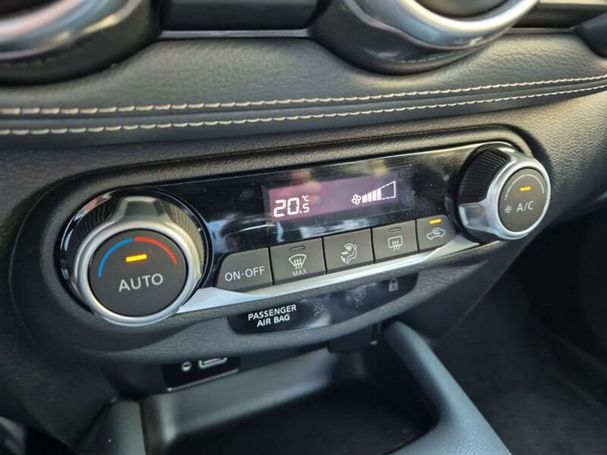 20.5 °C
AUTO
ON·OFF
MAX
A/C
PASSENGER
AIR BAG